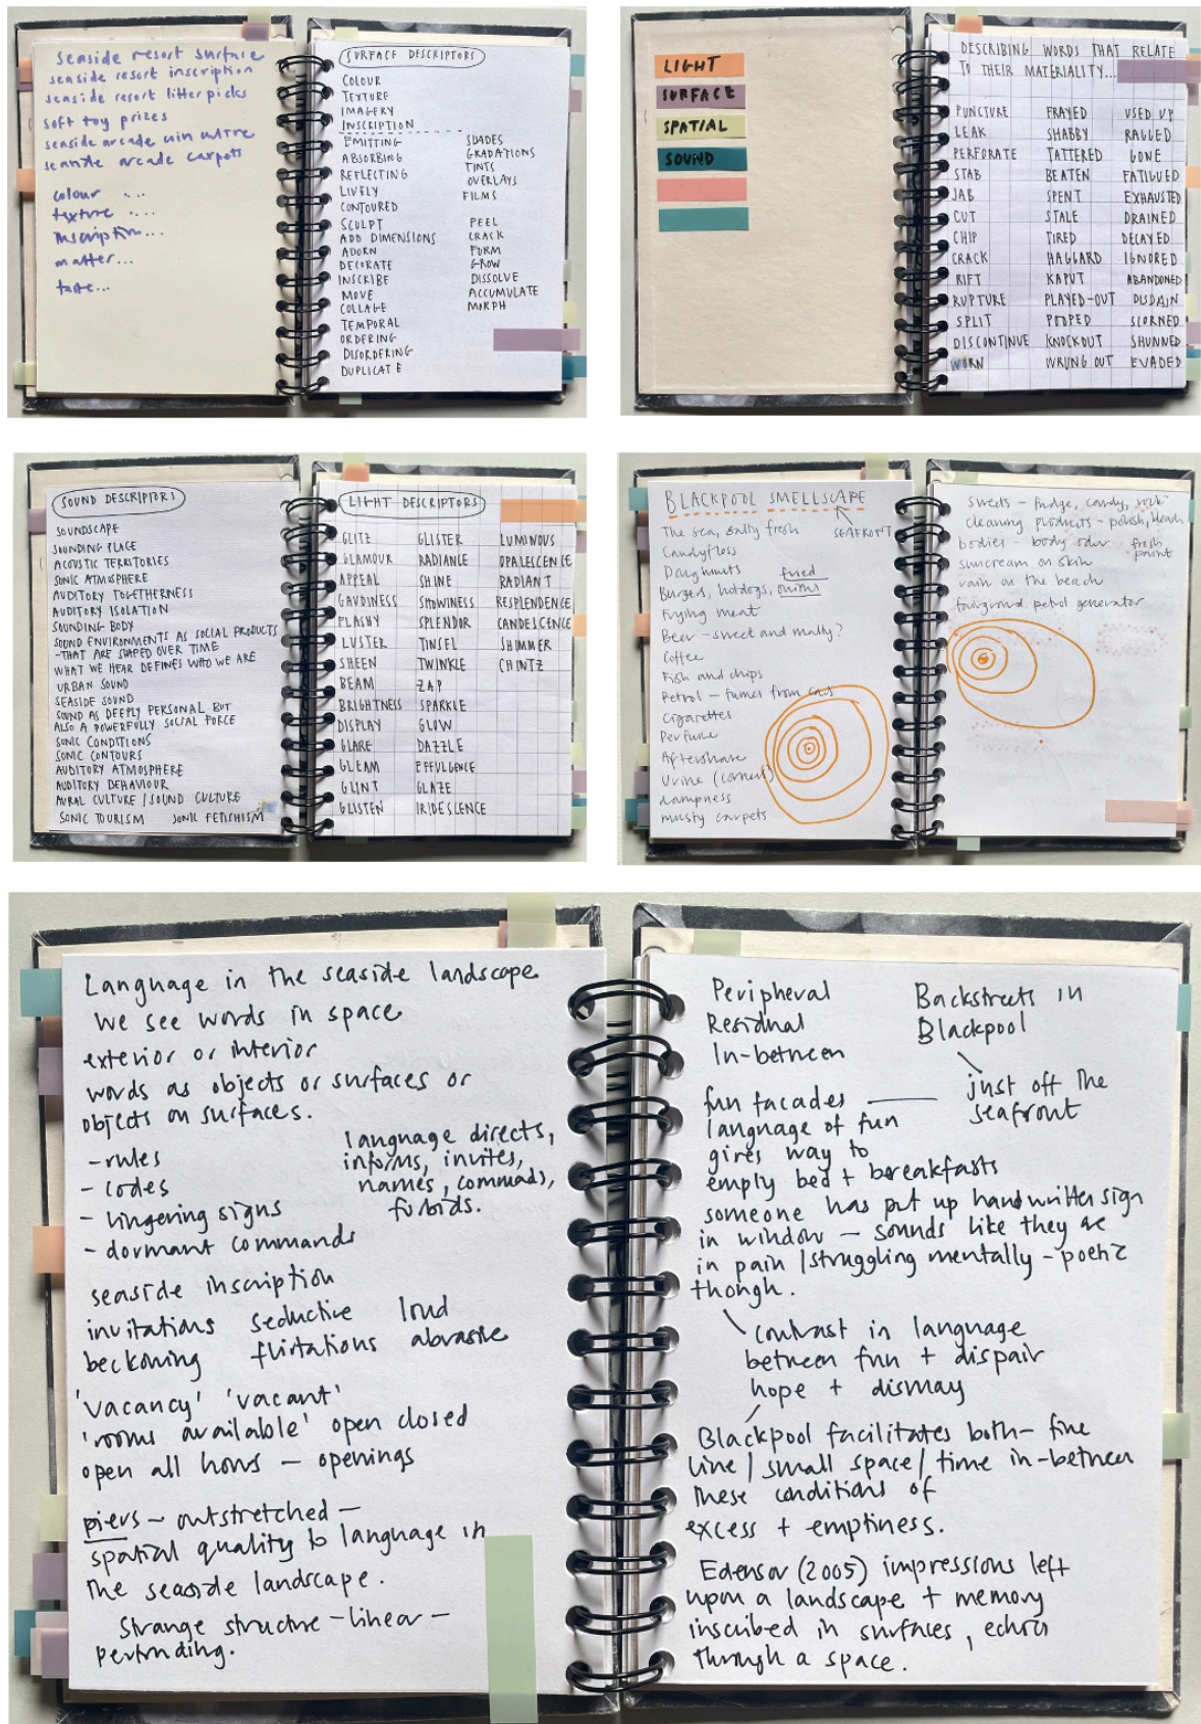 seaside resort surface
seaside resort inscription
seaside resort litter picks
soft toy prizes
seaside arcade coin
seaside arcade carpets
colour ...
texture ...
inscription...
matter...
taste...
SURFACE DESCRIPTORS
COLOUR
TEXTURE
IMAGERY
INSCRIPTION
EMITTING
ABSORBING
REFLECTING
LIVELY
CONTOURED
SCULPT
ADD DIMENSIONS
ADORN
DECORATE
INSCRIBE
MOVE
COLLAGE
TEMPORAL
ORDERING
DISORDERING
DUPLICATE
SHADES
GRADATIONS
TINTS
OVERLAYS
FILMS
PEEL
CRACK
FORM
GROW
DISSOLVE
ACCUMULATE
MORPH
LIGHT
SURFACE
SPATIAL
SOUND
DESCRIBING WORDS THAT RELATE
TO THEIR MATERIALITY...
PUNCTURE FRAYED USED UP
LEAK SHABBY RAGGED
PERFORATE TATTERED GONE
STAB BEATEN FATIGUED
JAB SPENT EXHAUSTED
CUT STALE DRAINED
CHIP TIRED DECAYED
CRACK HAGGARD IGNORED
RIFT KAPUT ABANDONED
RUPTURE PLAYED-OUT DISDAIN
SPLIT POOPED SCORNED
DISCONTINUE KNOCKOUT SHUNNED
WORN WRUNG OUT EVADED
SOUND DESCRIPTORS
SOUNDSCAPE
SOUNDING PLACE
ACOUSTIC TERRITORIES
SONIC ATMOSPHERE
AUDITORY TOGETHERNESS
AUDITORY ISOLATION
SOUNDING BODY
SOUND ENVIRONMENTS AS SOCIAL PRODUCTS
-THAT ARE SHAPED OVER TIME
WHAT WE HEAR DEFINES WHO WE ARE
URBAN SOUND
SEASIDE SOUND
SOUND AS DEEPLY PERSONAL BUT
ALSO A POWERFULLY SOCIAL FORCE
SONIC CONDITIONS
SONIC CONTOURS
AUDITORY ATMOSPHERE
AUDITORY BEHAVIOUR
AURAL CULTURE / SOUND CULTURE
SONIC TOURISM SONIC FETISHISM
LIGHT DESCRIPTORS
GLITZ GLISTER LUMINOUS
GLAMOUR RADIANCE OPALESCENCE
APPEAL SHINE RADIANT
GAUDINESS SHOWINESS RESPLENDENCE
FLASHY SPLENDOR CANDESCENCE
LUSTER TINSEL SHIMMER
SHEEN TWINKLE CHINTZ
BEAM ZAP
BRIGHTNESS SPARKLE
DISPLAY GLOW
GLARE DAZZLE
GLEAM EFFULGENCE
GLINT GLAZE
GLISTEN IRIDESCENCE
BLACKPOOL SMELLSCAPE
SEAFRONT
The sea, salty fresh
Candyfloss
Doughnuts
Burgers, hotdogs, fried onions
Frying meat
Beer - sweet and malty?
Coffee
Fish and chips
Petrol - fumes from cars
Cigarettes
Perfume
Aftershave
Urine (corners)
dampness
musty carpets
sweets - fudge, candy, rock
cleaning products - polish, bleach
bodies - body odour fresh paint
suncream on skin
rain on the beach
fairground, petrol generator
Language in the seaside landscape
We see words in space
exterior or interior
words as objects or surfaces or
objects on surfaces.
- rules
- codes
- lingering signs
- dormant commands
language directs,
informs, invites,
names, commads,
forbids.
seaside inscription
invitations seductive loud
beckoning flirtations abrasive
'vacancy' 'vacant'
'rooms available' open closed
open all hours - openings
piers - outstretched -
spatial quality to language in
the seaside landscape.
Strange structure - linear -
pertruding.
Peripheral
Residual
In-between
Backstreets in
Blackpool
just off the
seafront
fun facades
language of fun
gives way to
empty bed + breakfasts
someone has put up handwritten sign
in window - sounds like they are
in pain / struggling mentally - poetic
though.
contrast in language
between fun + dispair
hope + dismay
Blackpool facilitates both - fine
line / small space / time in-between
these conditions of
excess + emptiness.
Edensor (2005) impressions left
upon a landscape + memory
inscribed in surfaces, echoes
through a space.